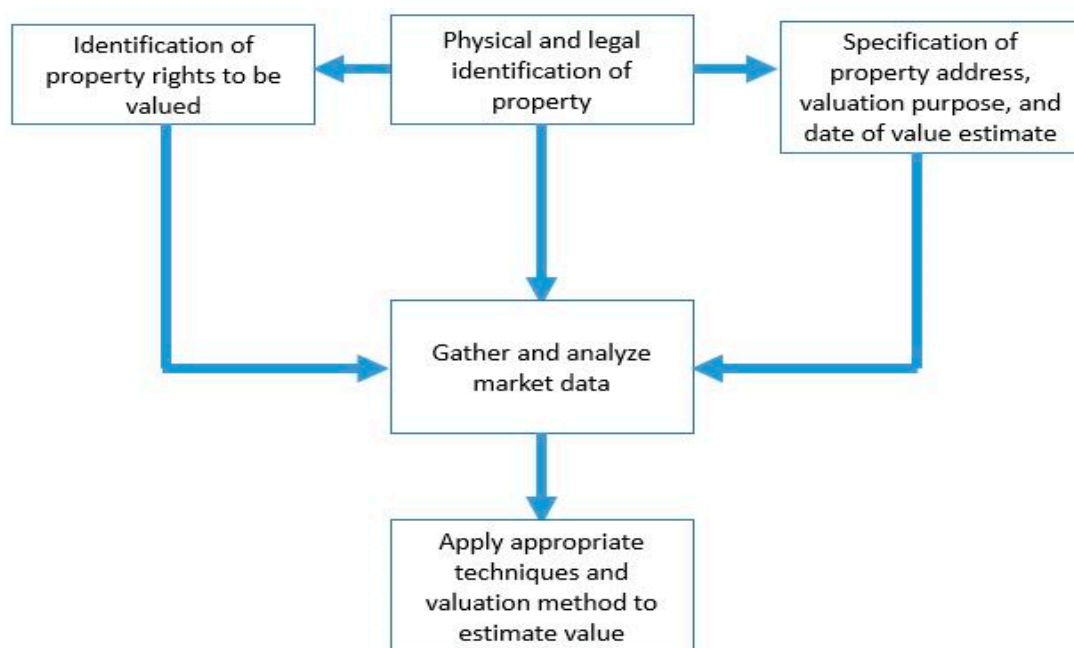 Identification of
property rights to be
valued
Physical and legal
identification of
property
Specification of
property address,
valuation purpose, and
date of value estimate
Gather and analyze
market data
Apply appropriate
techniques and
valuation method to
estimate value